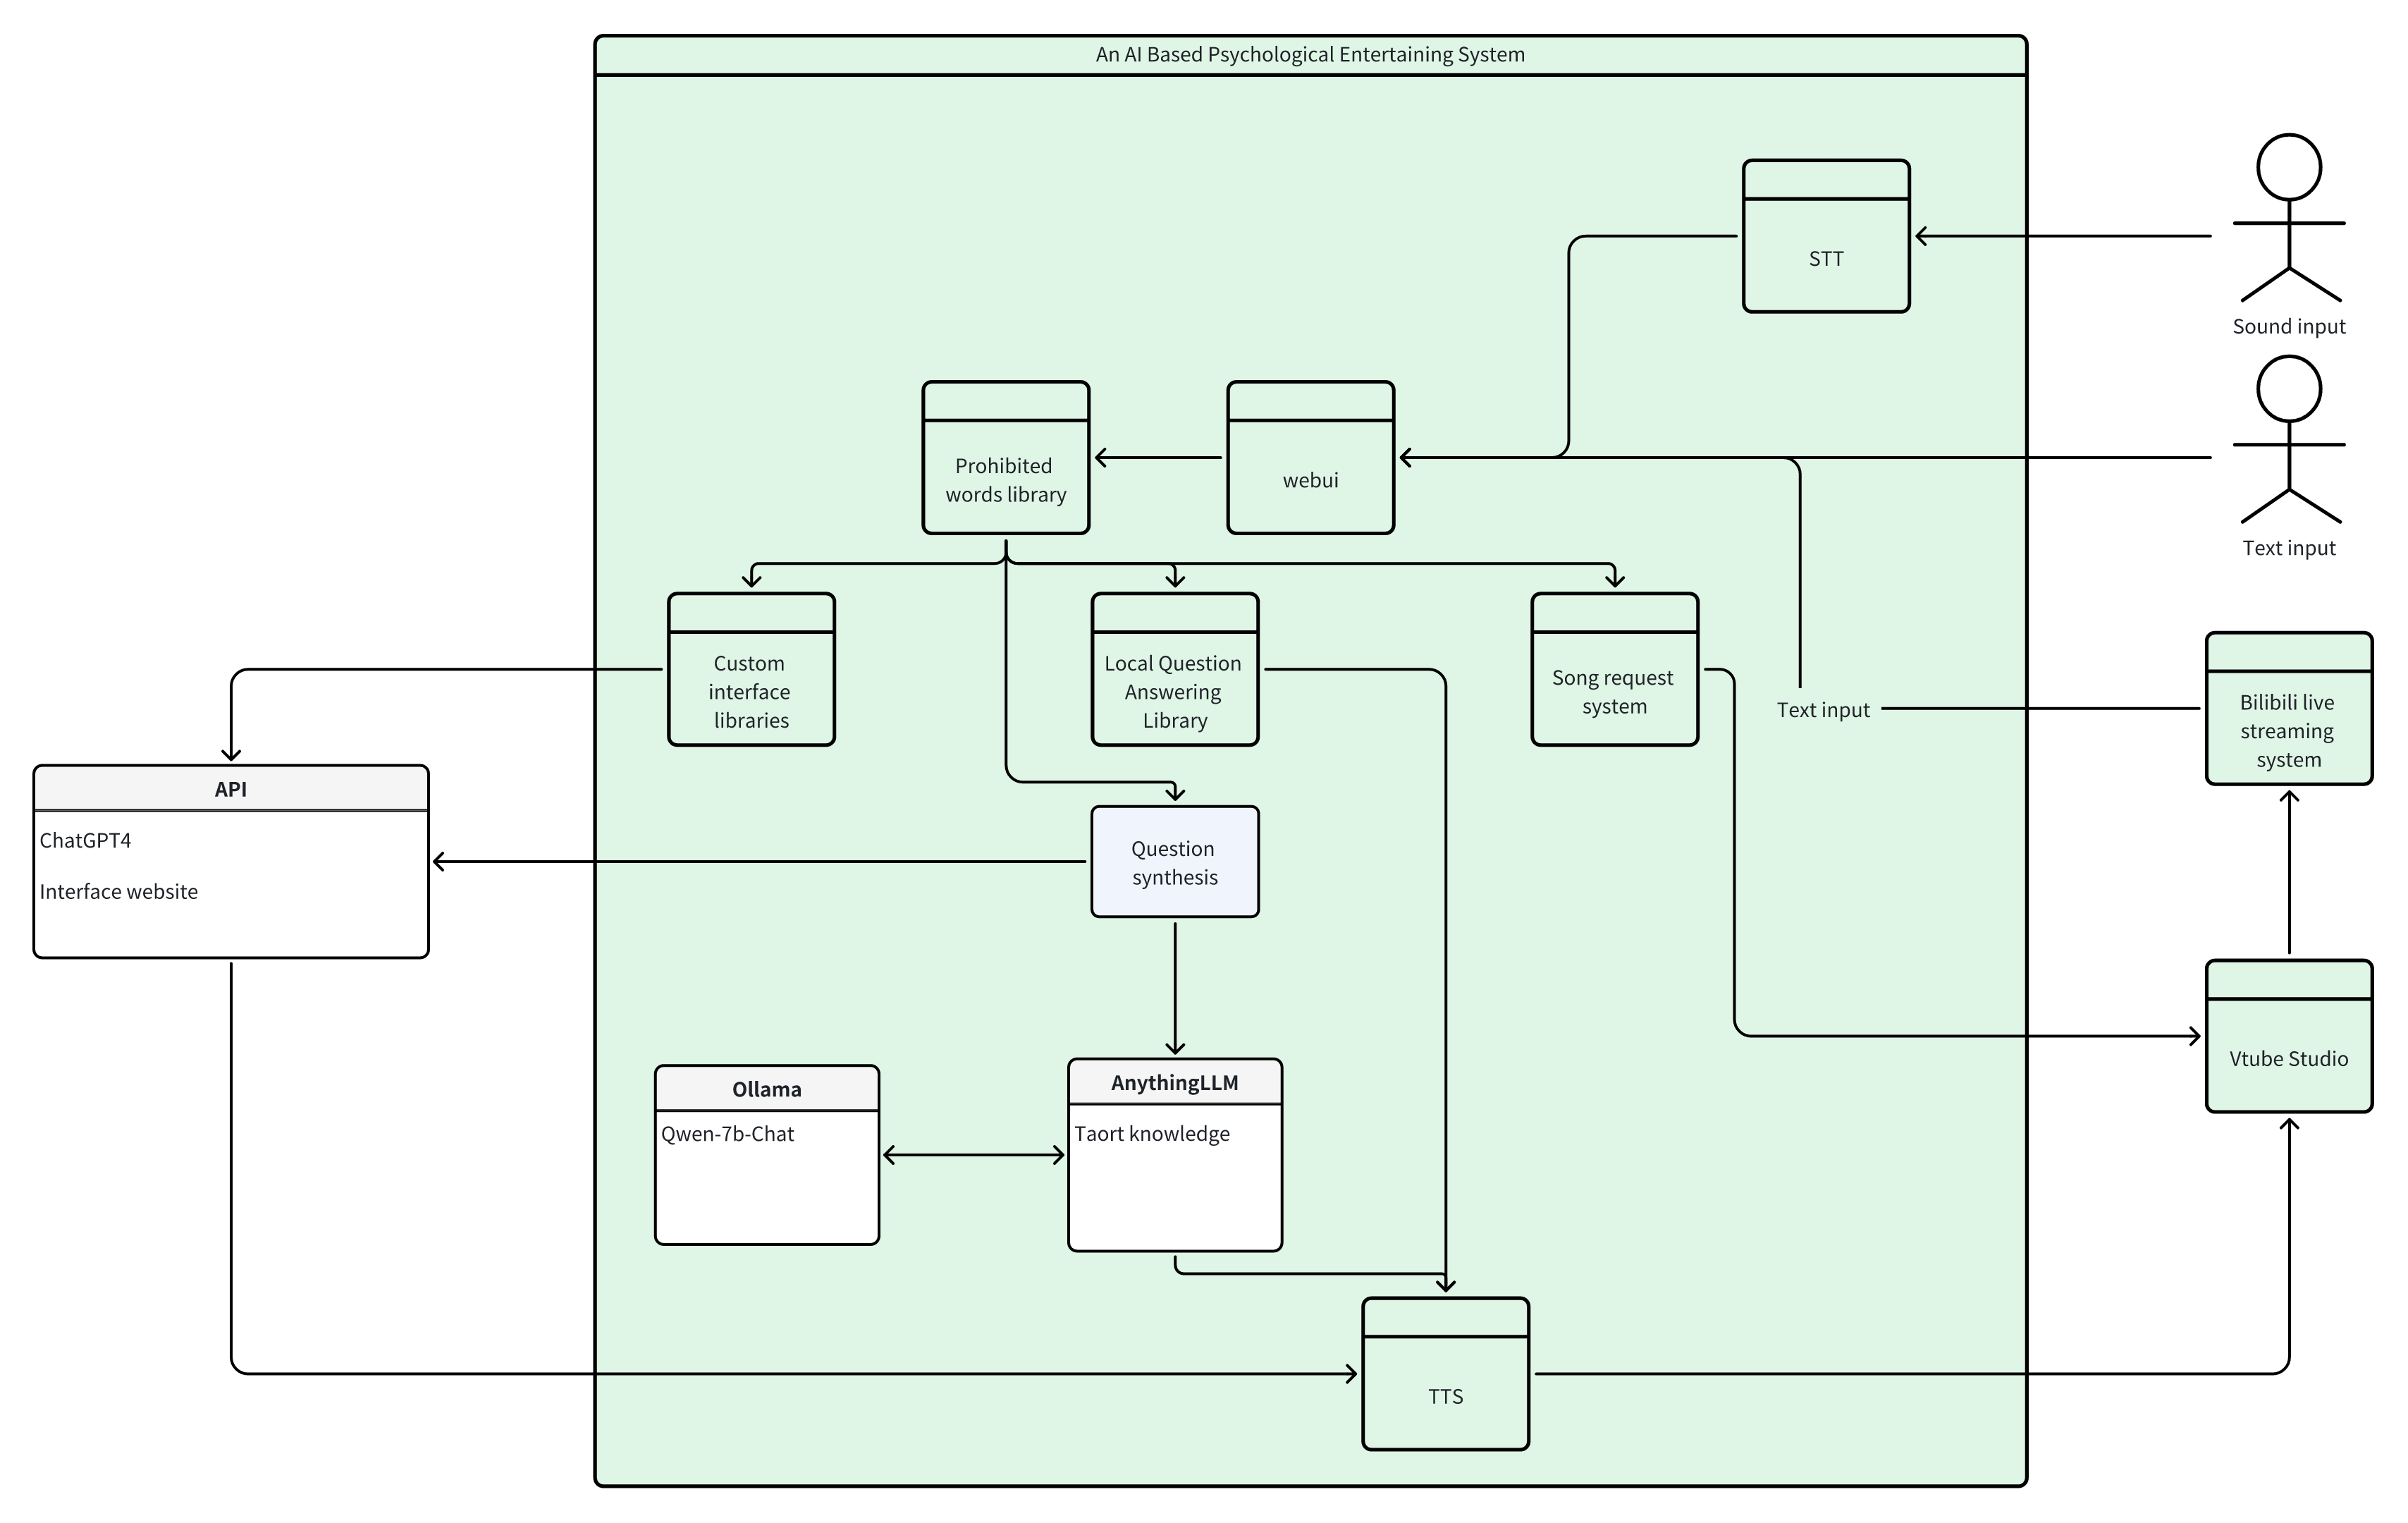 An AI Based Psychological Entertaining System
STT
Sound input
Prohibited
words library
webui
Text input
Custom
interface
libraries
Local Question
Answering
Library
Song request
system
Text input
Bilibili live
streaming
system
API
ChatGPT4
Interface website
Question
synthesis
Ollama
Qwen-7b-Chat
AnythingLLM
Taort knowledge
Vtube Studio
TTS